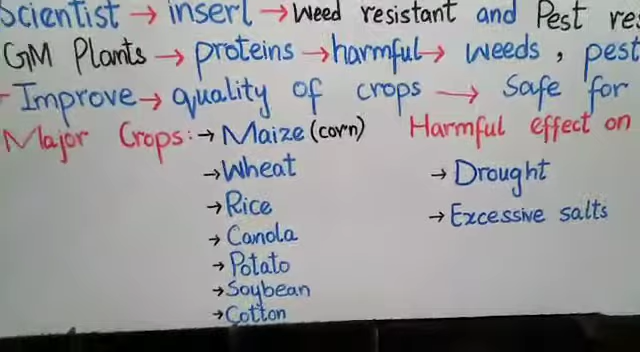 Scientist → insert → Weed resistant and Pest
GM Plants → proteins → harmful → weeds, pest
- Improve → quality of crops → Safe for
Major Crops: → Maize (corn) Harmful effect on
→ Wheat → Drought
→ Rice → Excessive salts
→ Canola
→ Potato
→ Soybean
→ Cotton